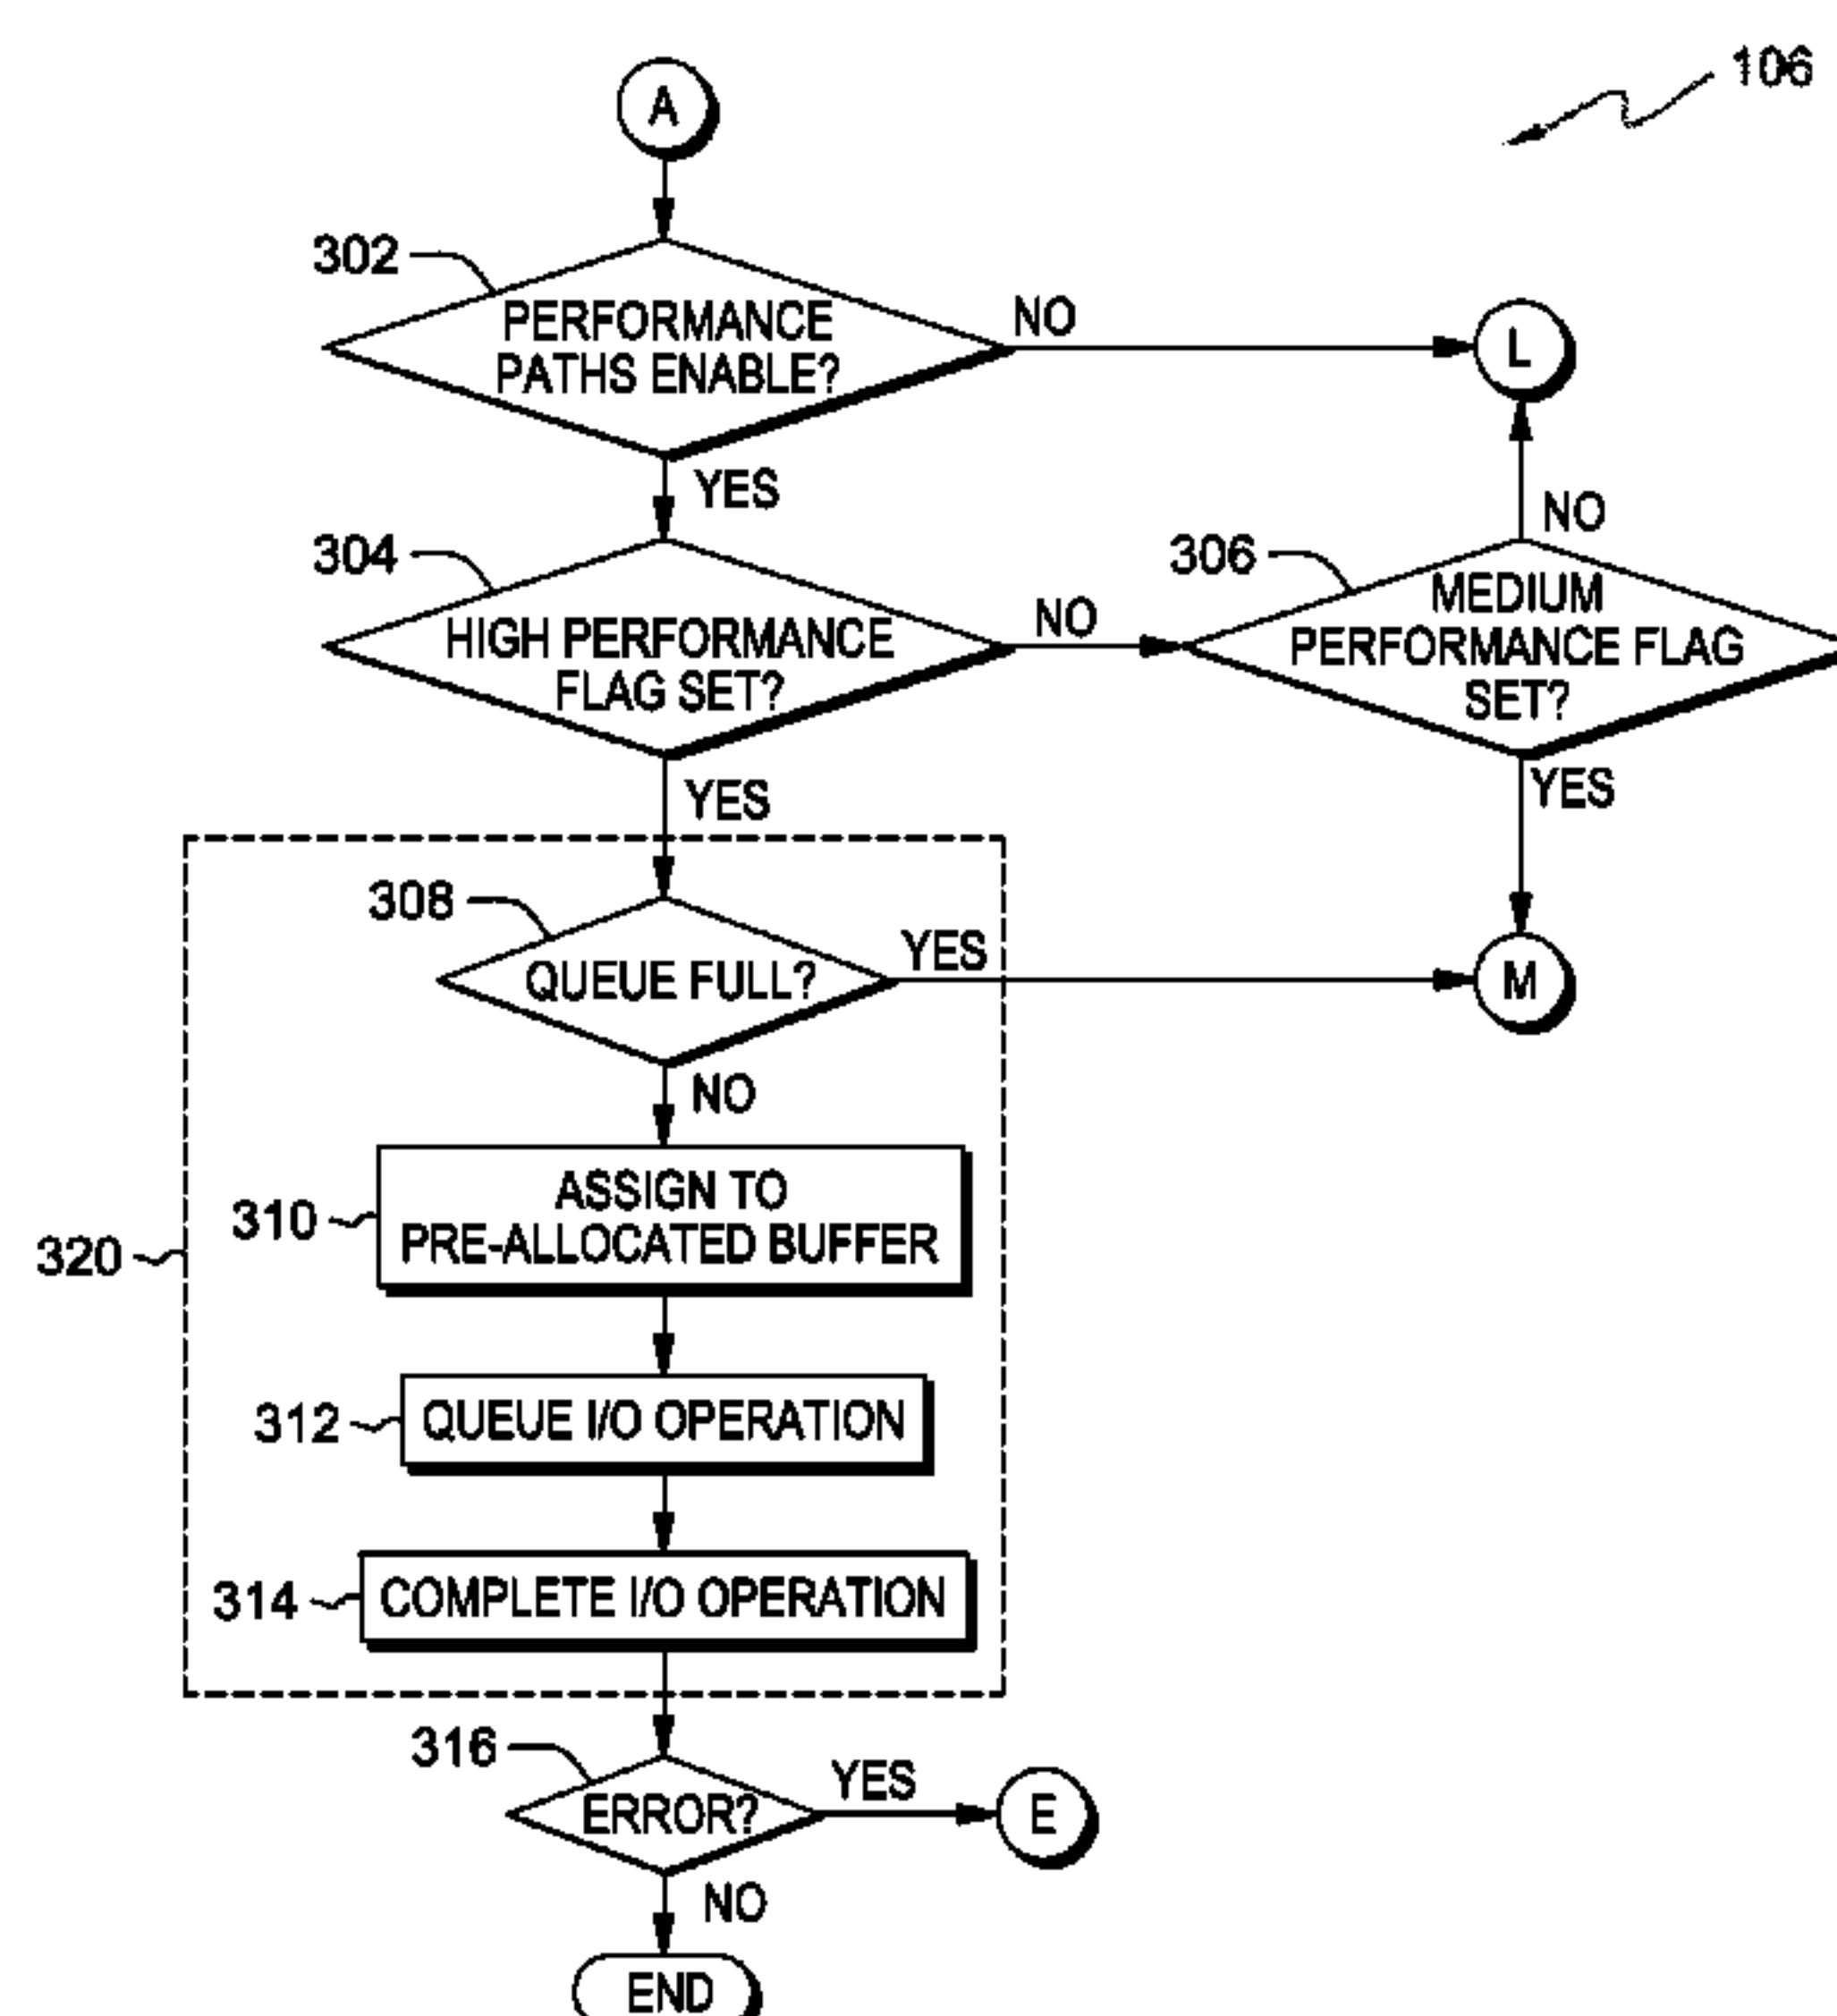 106
A
302
PERFORMANCE
PATHS ENABLE?
NO
L
YES
NO
304
HIGH PERFORMANCE
FLAG SET?
NO
306
MEDIUM
PERFORMANCE FLAG
SET?
YES
YES
308
QUEUE FULL?
YES
M
NO
310
ASSIGN TO
PRE-ALLOCATED BUFFER
320
312
QUEUE I/O OPERATION
314
COMPLETE I/O OPERATION
316
ERROR?
YES
E
NO
END